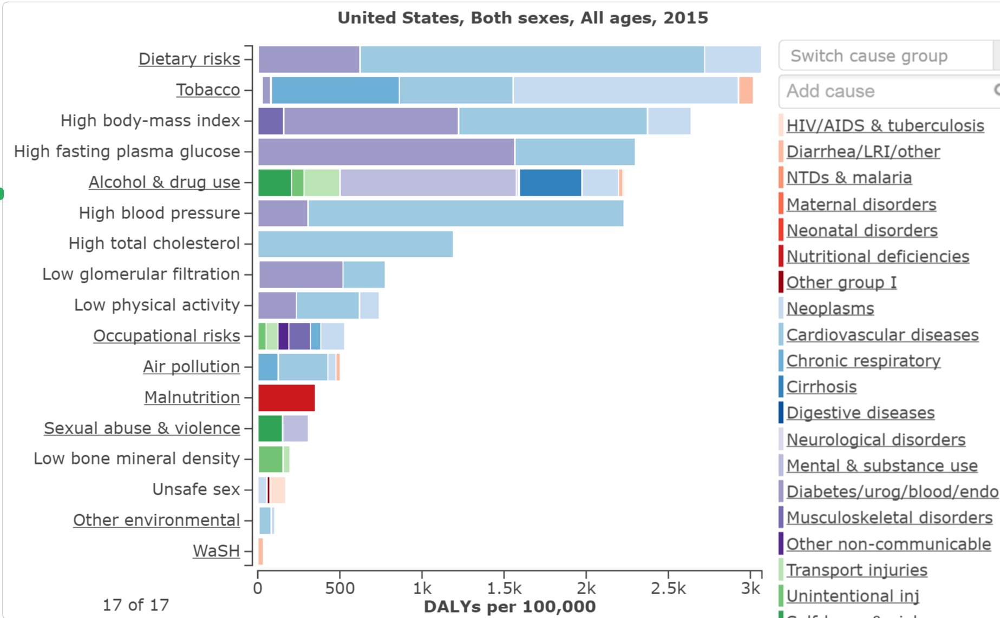 United States, Both sexes, All ages, 2015
Dietary risks
Tobacco
High body-mass index
High fasting plasma glucose
Alcohol & drug use
High blood pressure
High total cholesterol
Low glomerular filtration
Low physical activity
Occupational risks
Air pollution
Malnutrition
Sexual abuse & violence
Low bone mineral density
Unsafe sex
Other environmental
WaSH
0 500 1k 1.5k 2k 2.5k 3k
DALYs per 100,000
17 of 17
Switch cause group
Add cause
HIV/AIDS & tuberculosis
Diarrhea/LRI/other
NTDs & malaria
Maternal disorders
Neonatal disorders
Nutritional deficiencies
Other group I
Neoplasms
Cardiovascular diseases
Chronic respiratory
Cirrhosis
Digestive diseases
Neurological disorders
Mental & substance use
Diabetes/urog/blood/endo
Musculoskeletal disorders
Other non-communicable
Transport injuries
Unintentional inj